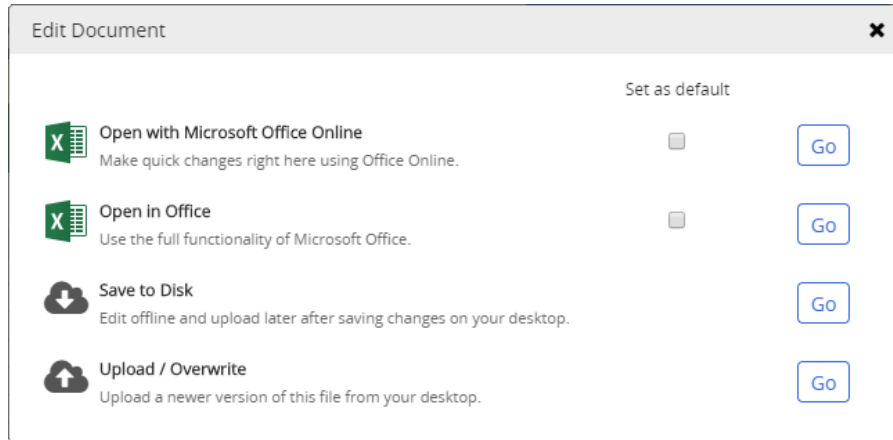 Edit Document
Set as default
Open with Microsoft Office Online
Make quick changes right here using Office Online.
Go
Open in Office
Use the full functionality of Microsoft Office.
Go
Save to Disk
Edit offline and upload later after saving changes on your desktop.
Go
Upload / Overwrite
Upload a newer version of this file from your desktop.
Go